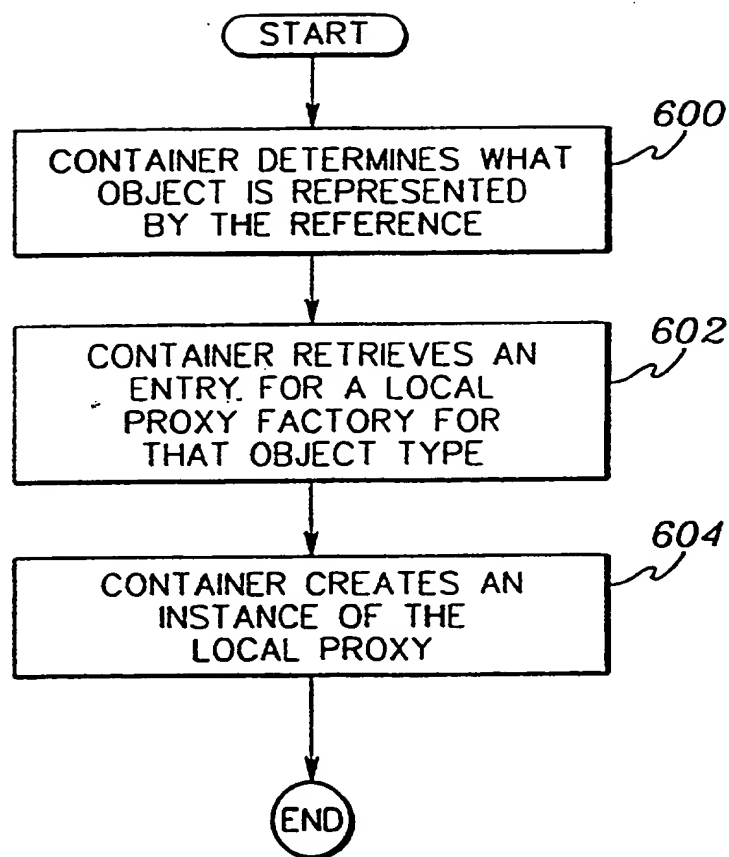 START
600
CONTAINER DETERMINES WHAT
OBJECT IS REPRESENTED
BY THE REFERENCE
602
CONTAINER RETRIEVES AN
ENTRY FOR A LOCAL
PROXY FACTORY FOR
THAT OBJECT TYPE
604
CONTAINER CREATES AN
INSTANCE OF THE
LOCAL PROXY
END